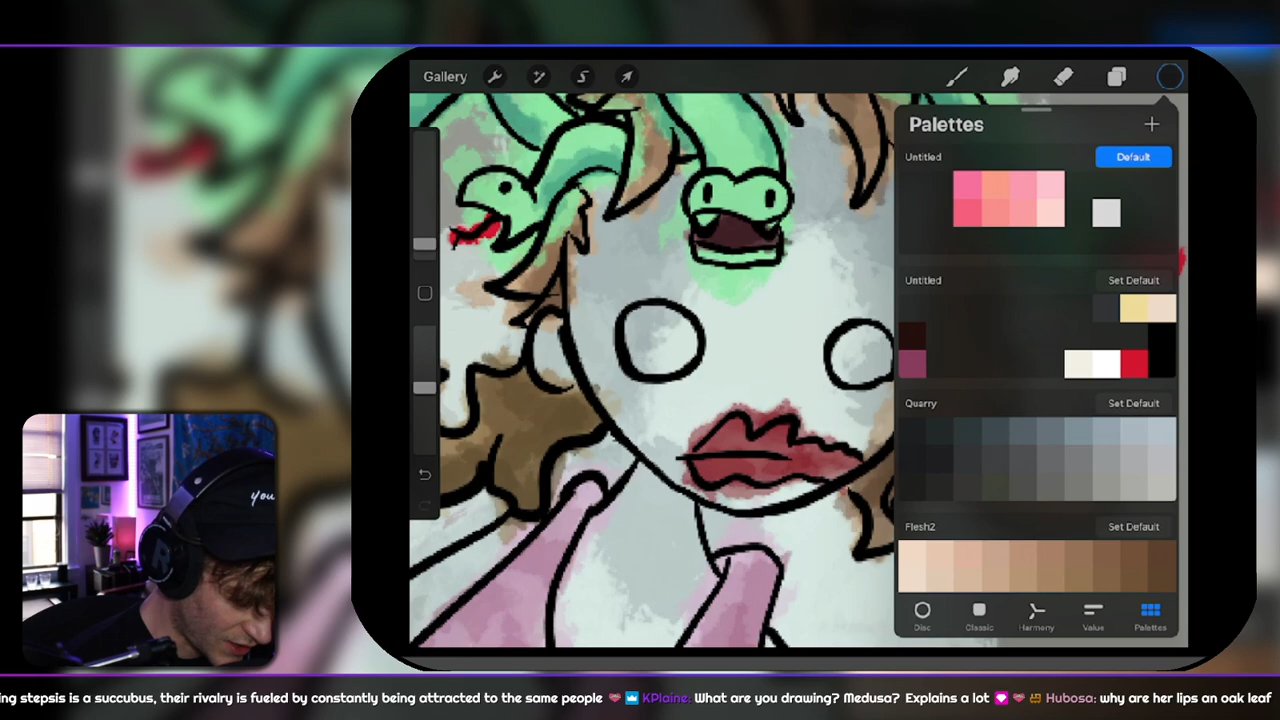 Gallery
Palettes
Untitled
Default
Untitled
Set Default
Quarry
Set Default
Flesh2
Set Default
Disc
Classic
Harmony
Value
Palettes
you
R
ng stepsis is a succubus, their rivalry is fueled by constantly being attracted to the same people KPlaine: What are you drawing? Medusa? Explains a lot Hubosa: why are her lips an oak leaf